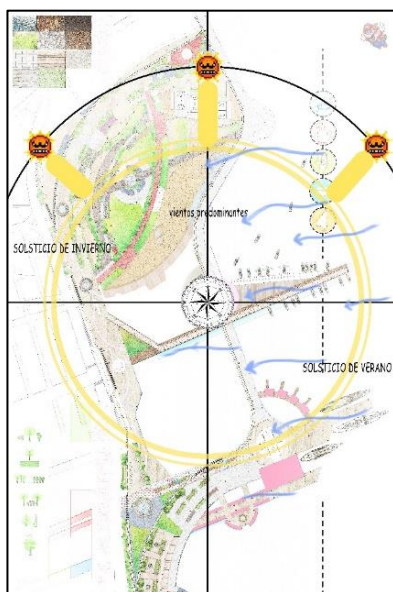 vientos predominantes
SOLSTICIO DE INVIERNO
SOLSTICIO DE VERANO